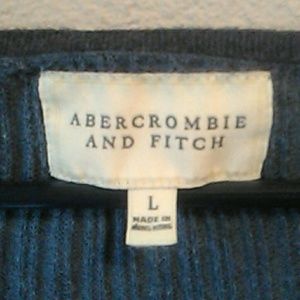 ABERCROMBIE
AND FITCH
L
MADE IN